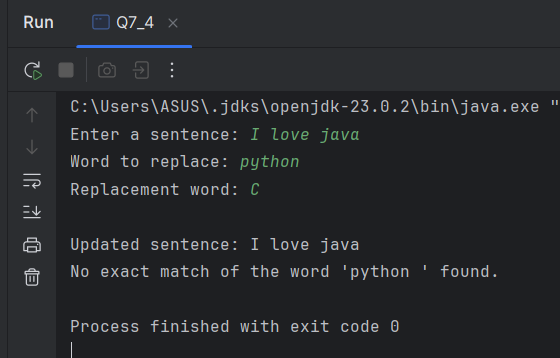 Run Q7_4
C:\Users\ASUS\.jdks\openjdk-23.0.2\bin\java.exe "
Enter a sentence: I love java
Word to replace: python
Replacement word: C
Updated sentence: I love java
No exact match of the word 'python ' found.
Process finished with exit code 0